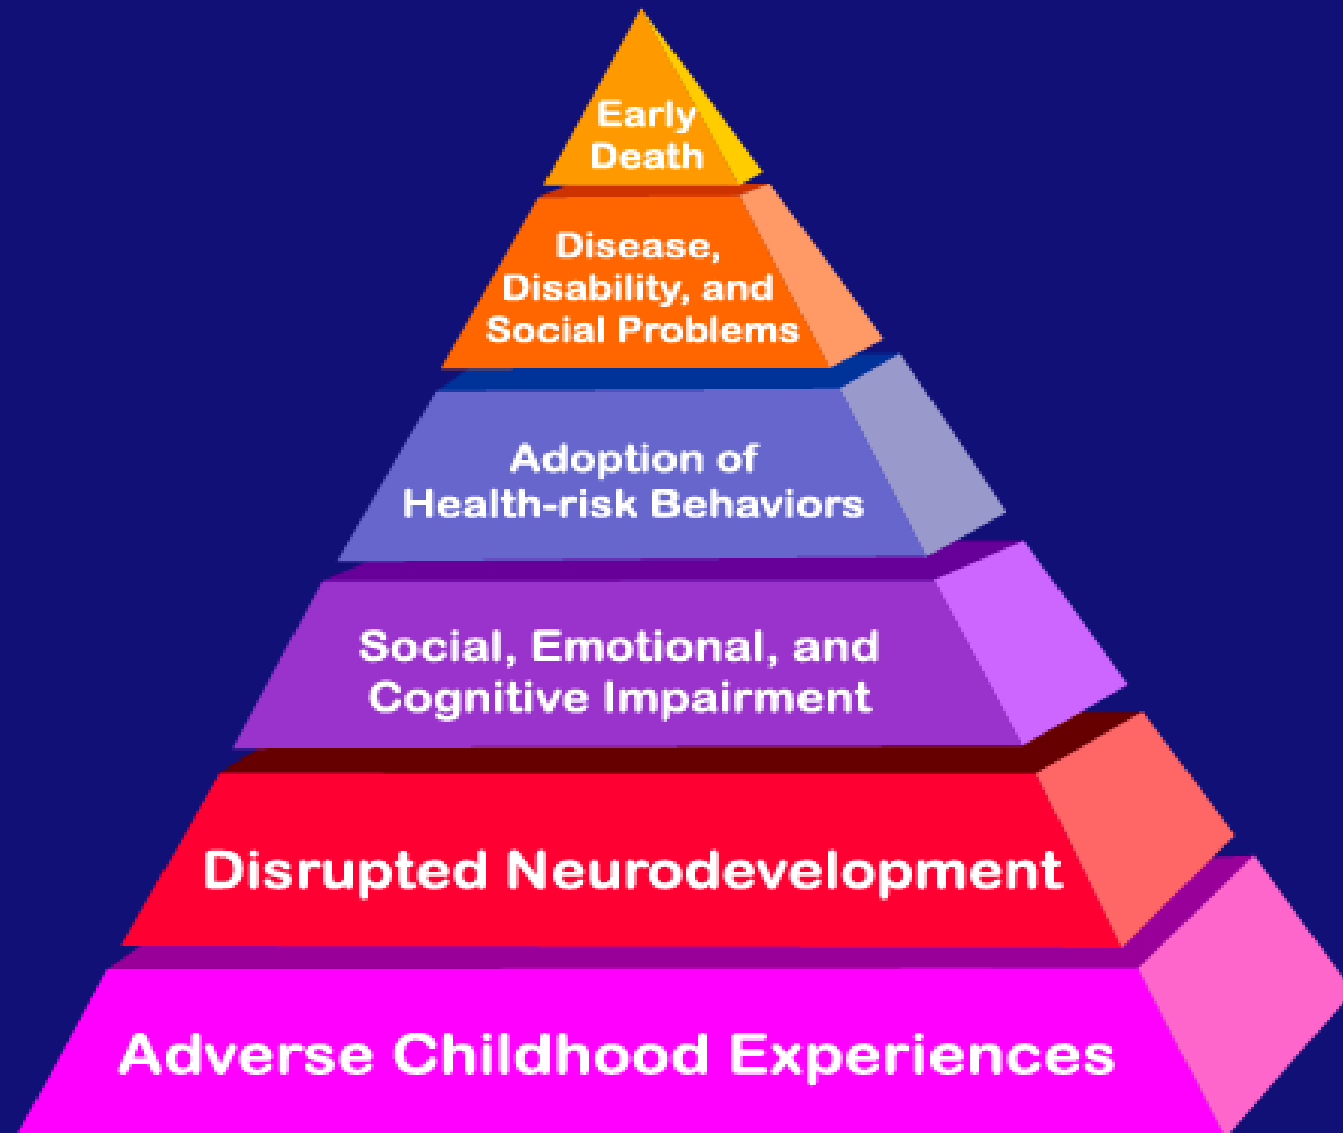 Early
Death
Disease,
Disability, and
Social Problems
Adoption of
Health-risk Behaviors
Social, Emotional, and
Cognitive Impairment
Disrupted Neurodevelopment
Adverse Childhood Experiences